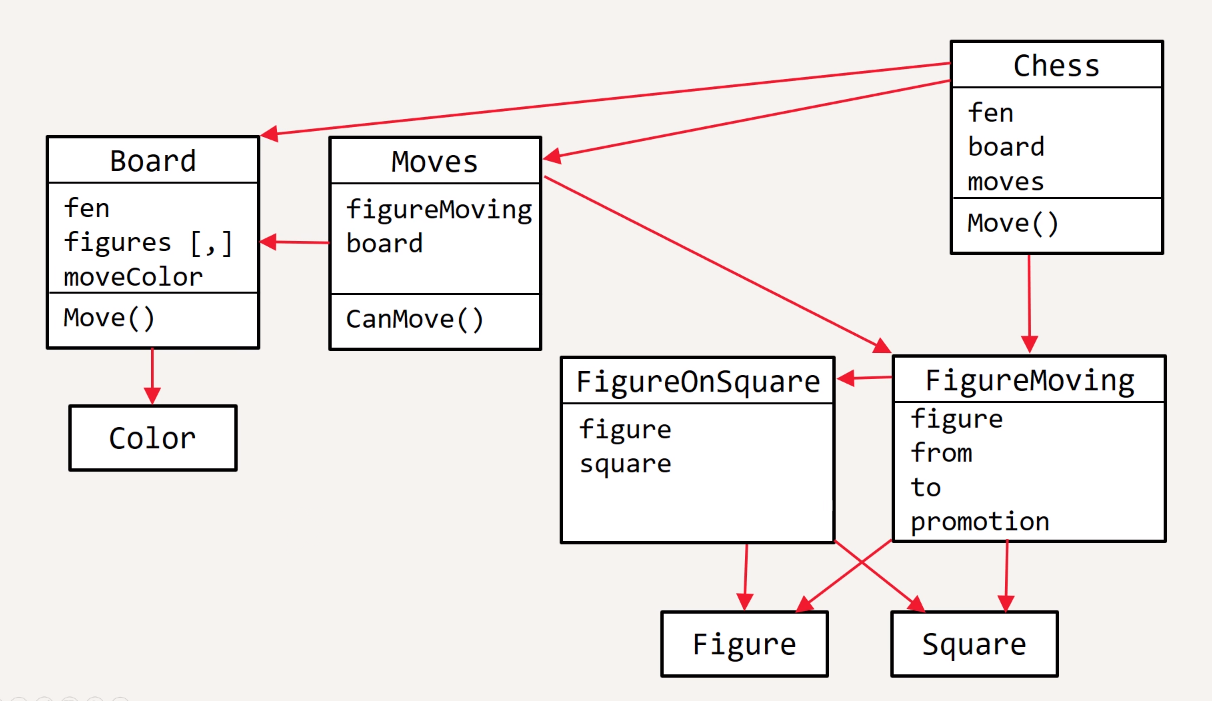 Chess
fen
board
moves
Move()
Board
fen
figures [,]
moveColor
Move()
Moves
figureMoving
board
CanMove()
FigureOnSquare
figure
square
FigureMoving
figure
from
to
promotion
Color
Figure
Square